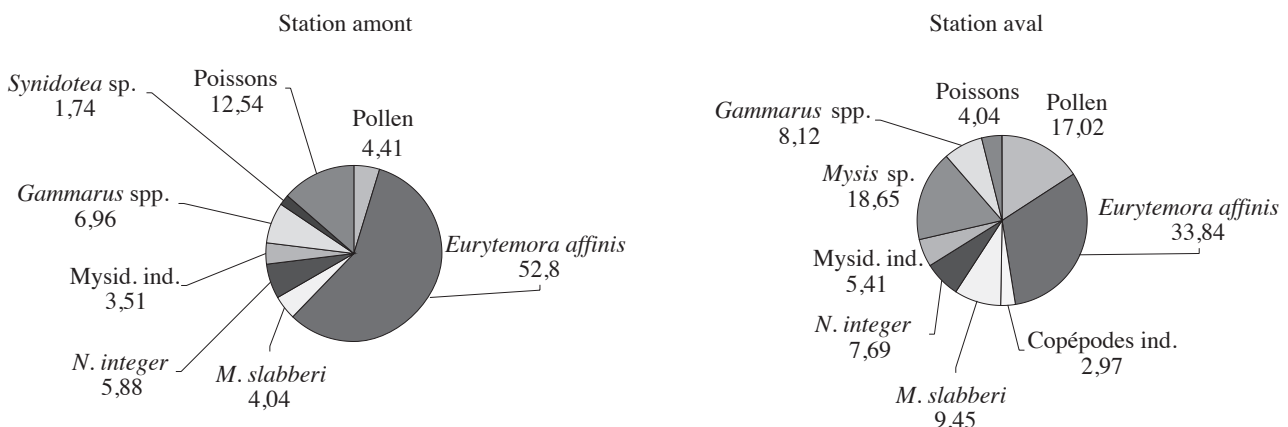 Station amont
Synidotea sp.
1,74
Poissons
12,54
Pollen
4,41
Gammarus spp.
6,96
Eurytemora affinis
52,8
Mysid. ind.
3,51
N. integer
5,88
M. slabberi
4,04
Station aval
Gammarus spp.
8,12
Poissons
4,04
Pollen
17,02
Mysis sp.
18,65
Eurytemora affinis
33,84
Mysid. ind.
5,41
N. integer
7,69
Copépodes ind.
2,97
M. slabberi
9,45